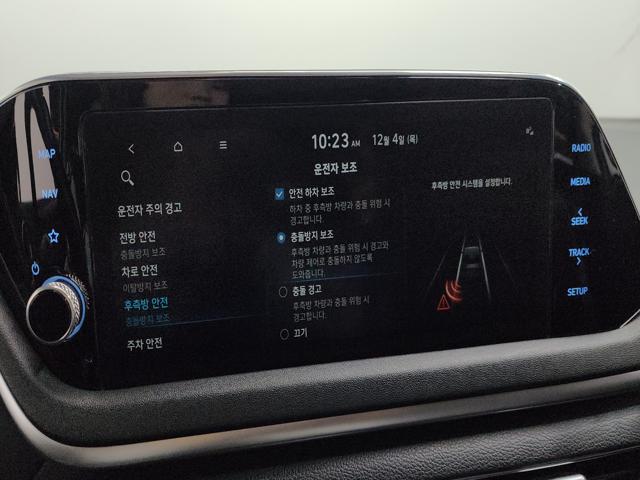 10:23 AM 12월 4일 (목)
운전자 보조
운전자 주의 경고
전방 안전
충돌방지 보조
차로 안전
이탈방지 보조
후측방 안전
충돌방지 보조
주차 안전
안전 하차 보조
하차 중 후측방 차량과 충돌 위험 시
경고합니다.
충돌방지 보조
후측방 차량과 충돌 위험 시 경고와
차량 제어로 충돌하지 않도록
도와줍니다.
충돌 경고
후측방 차량과 충돌 위험 시
경고합니다.
끄기
후측방 안전 시스템을 설정합니다.
MAP
NAV
RADIO
MEDIA
SEEK
TRACK
SETUP